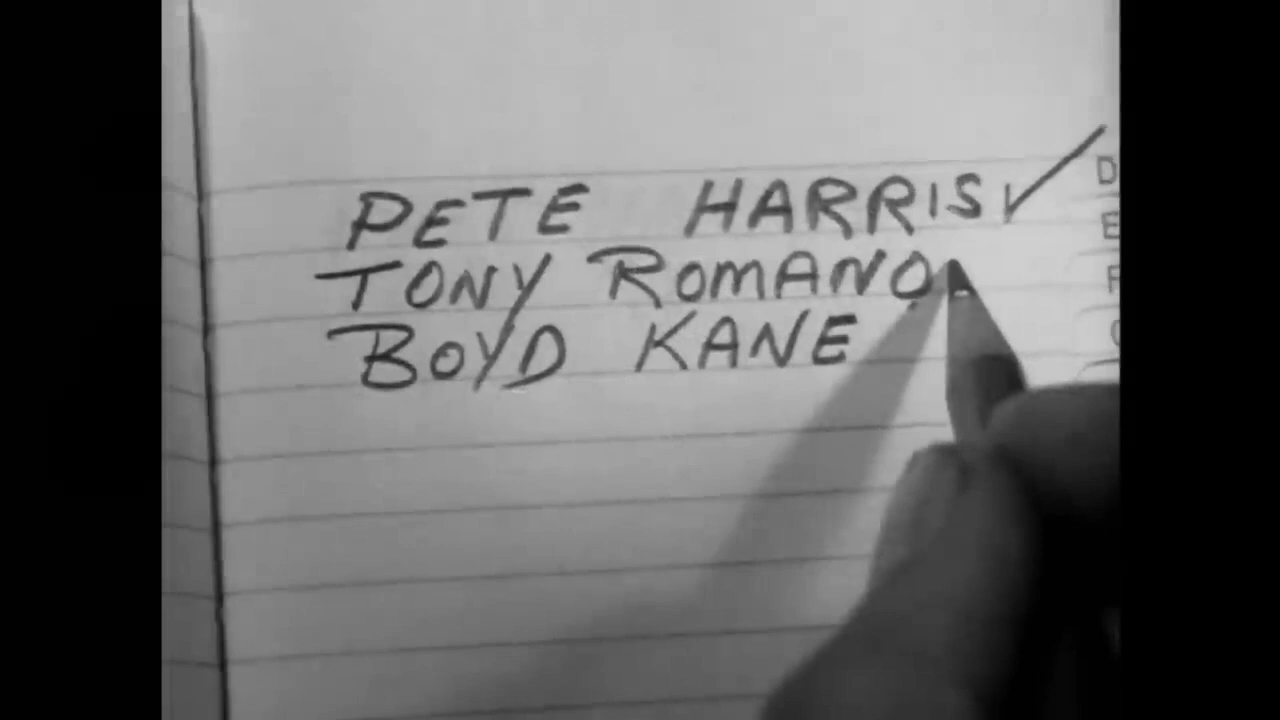 PETE HARRIS ✓
TONY ROMANO
BOYD KANE
D
E
F